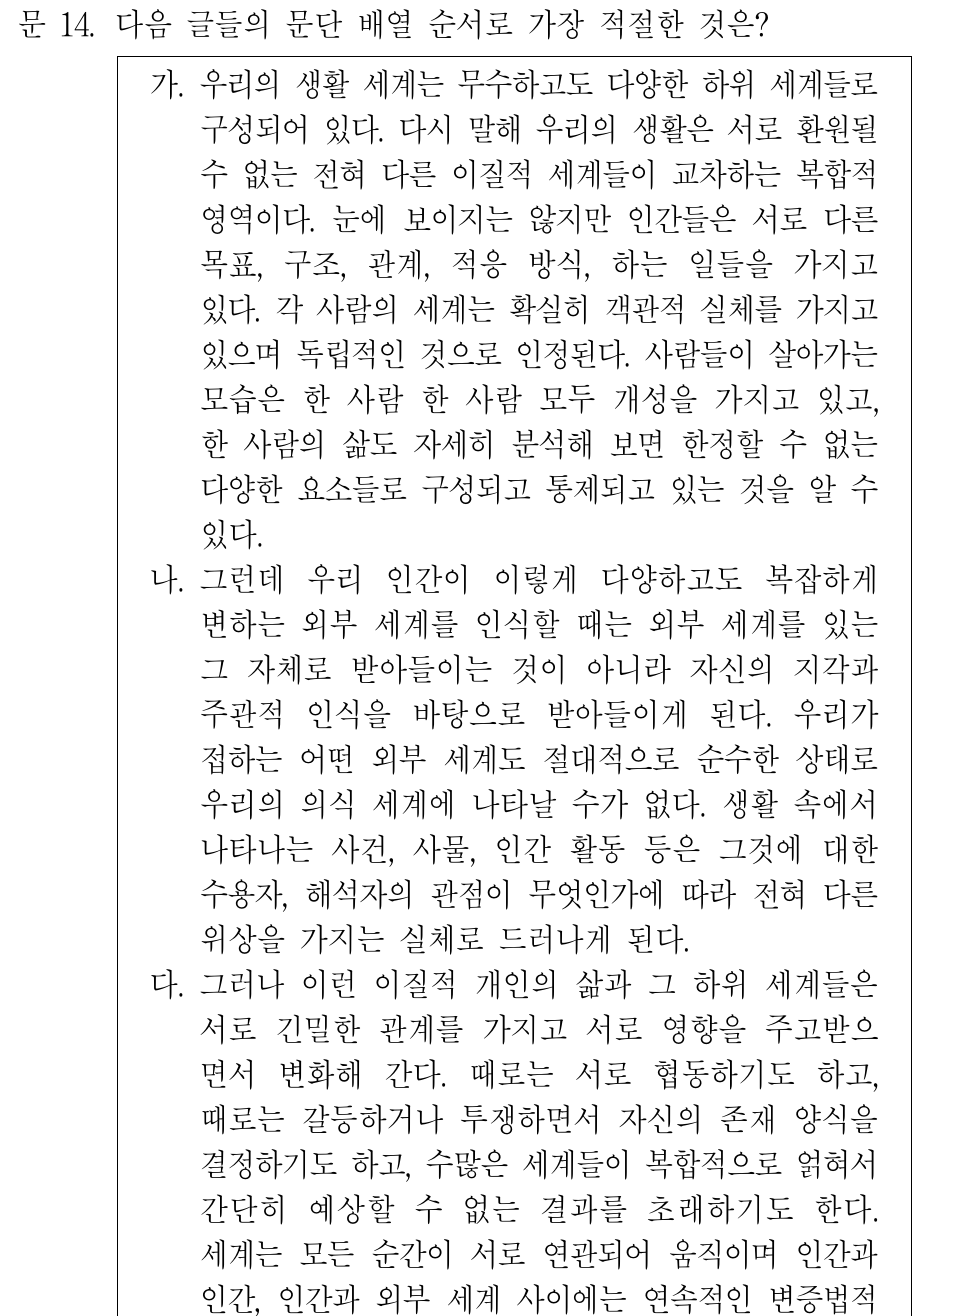 문 14. 다음 글들의 문단 배열 순서로 가장 적절한 것은?
가. 우리의 생활 세계는 무수하고도 다양한 하위 세계들로
구성되어 있다. 다시 말해 우리의 생활은 서로 환원될
수 없는 전혀 다른 이질적 세계들이 교차하는 복합적
영역이다. 눈에 보이지는 않지만 인간들은 서로 다른
목표, 구조, 관계, 적응 방식, 하는 일들을 가지고
있다. 각 사람의 세계는 확실히 객관적 실체를 가지고
있으며 독립적인 것으로 인정된다. 사람들이 살아가는
모습은 한 사람 한 사람 모두 개성을 가지고 있고,
한 사람의 삶도 자세히 분석해 보면 한정할 수 없는
다양한 요소들로 구성되고 통제되고 있는 것을 알 수
있다.
나. 그런데 우리 인간이 이렇게 다양하고도 복잡하게
변하는 외부 세계를 인식할 때는 외부 세계를 있는
그 자체로 받아들이는 것이 아니라 자신의 지각과
주관적 인식을 바탕으로 받아들이게 된다. 우리가
접하는 어떤 외부 세계도 절대적으로 순수한 상태로
우리의 의식 세계에 나타날 수가 없다. 생활 속에서
나타나는 사건, 사물, 인간 활동 등은 그것에 대한
수용자, 해석자의 관점이 무엇인가에 따라 전혀 다른
위상을 가지는 실체로 드러나게 된다.
다. 그러나 이런 이질적 개인의 삶과 그 하위 세계들은
서로 긴밀한 관계를 가지고 서로 영향을 주고받으
면서 변화해 간다. 때로는 서로 협동하기도 하고,
때로는 갈등하거나 투쟁하면서 자신의 존재 양식을
결정하기도 하고, 수많은 세계들이 복합적으로 얽혀서
간단히 예상할 수 없는 결과를 초래하기도 한다.
세계는 모든 순간이 서로 연관되어 움직이며 인간과
인간, 인간과 외부 세계 사이에는 연속적인 변증법적